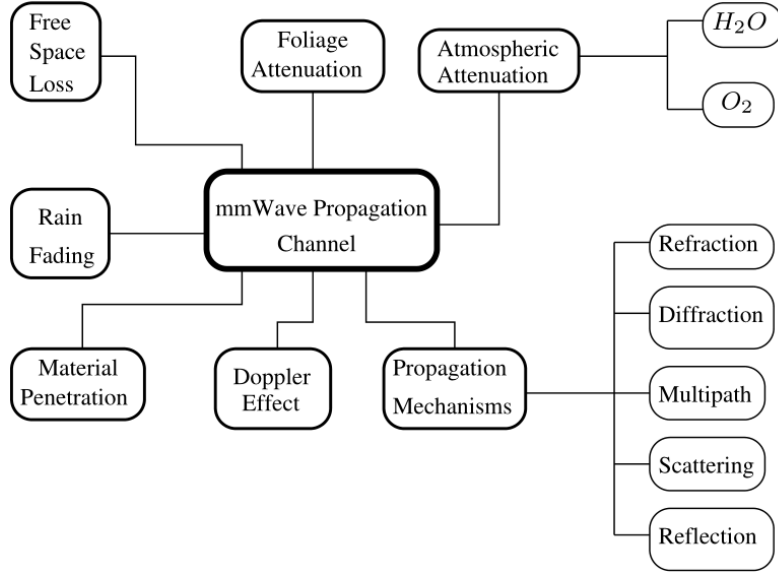 Free
Space
Loss
Foliage
Attenuation
Atmospheric
Attenuation
H₂O
O₂
mmWave Propagation
Channel
Rain
Fading
Material
Penetration
Doppler
Effect
Propagation
Mechanisms
Refraction
Diffraction
Multipath
Scattering
Reflection